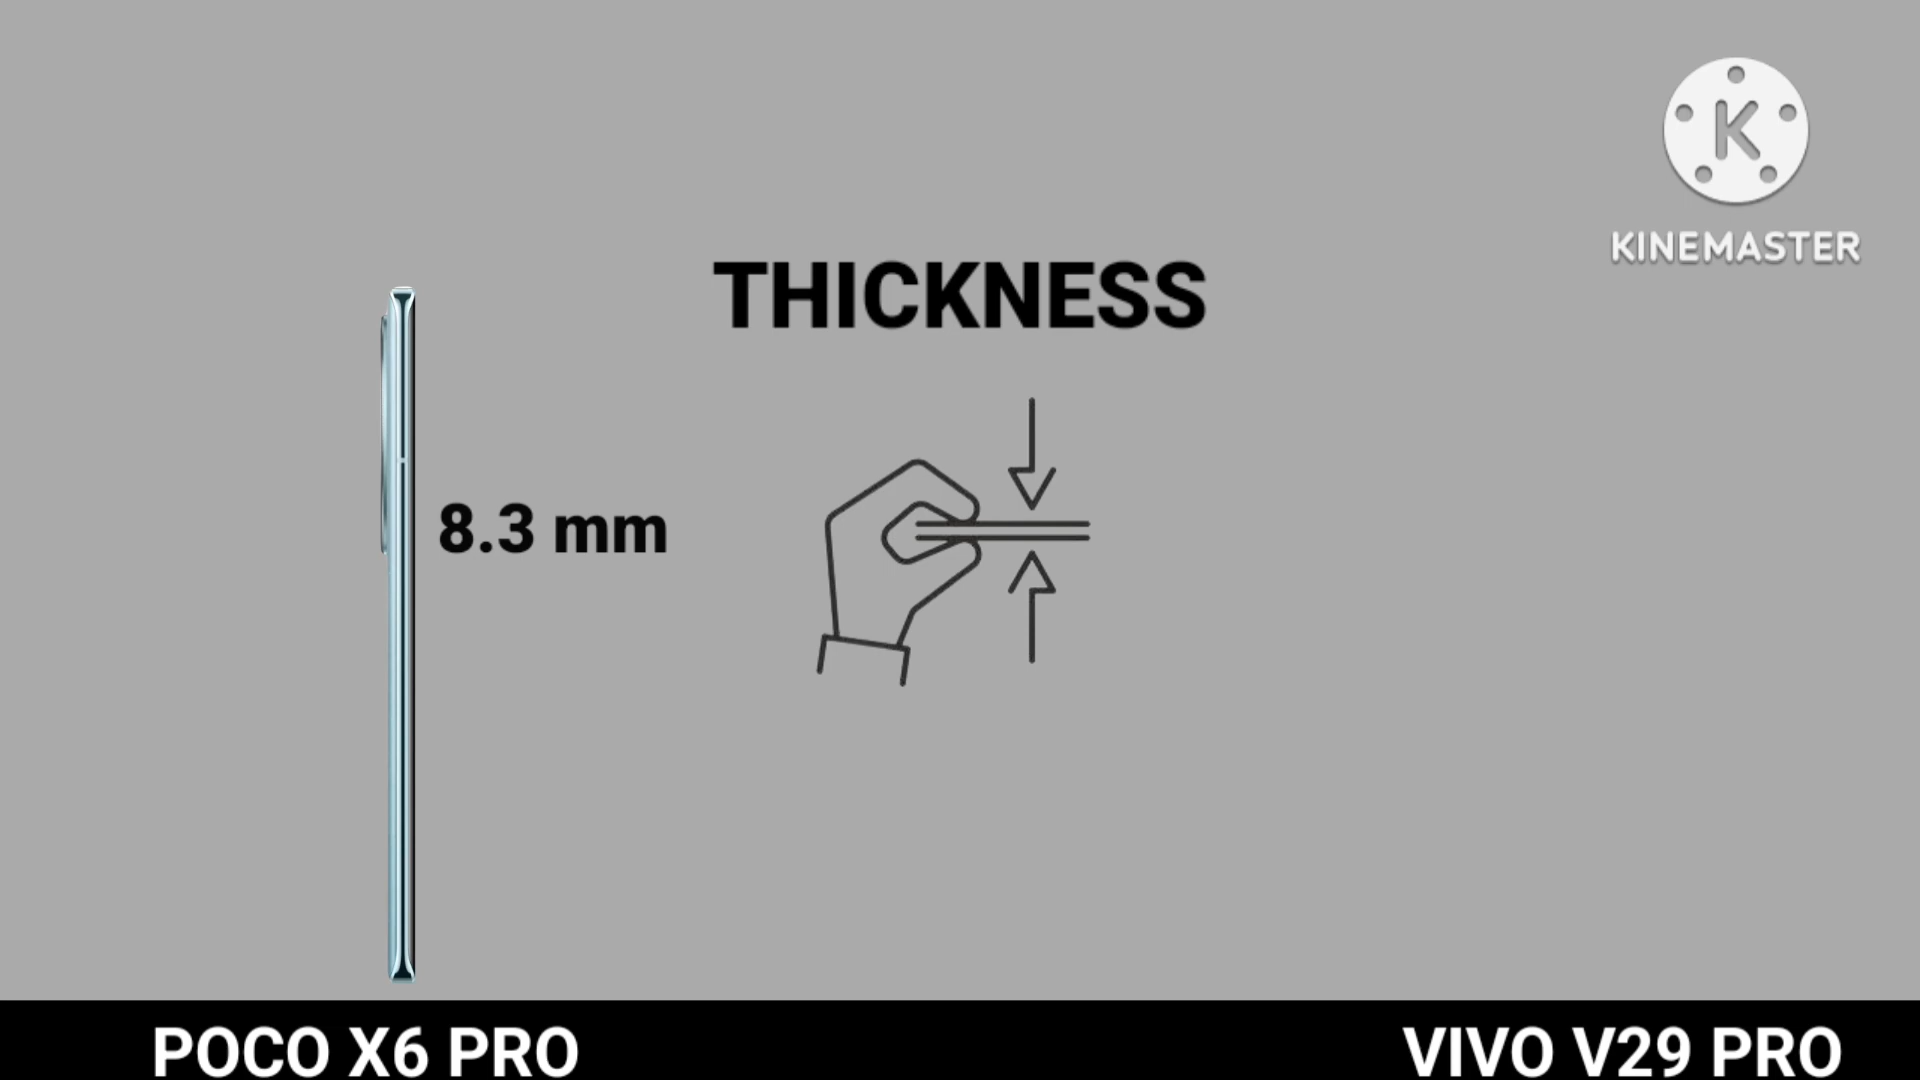 K
KINEMASTER
THICKNESS
8.3 mm
POCO X6 PRO
VIVO V29 PRO